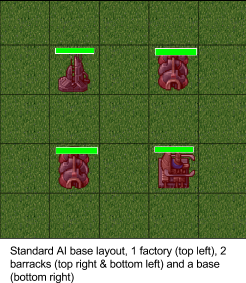 Standard AI base layout, 1 factory (top left), 2
barracks (top right & bottom left) and a base
(bottom right)